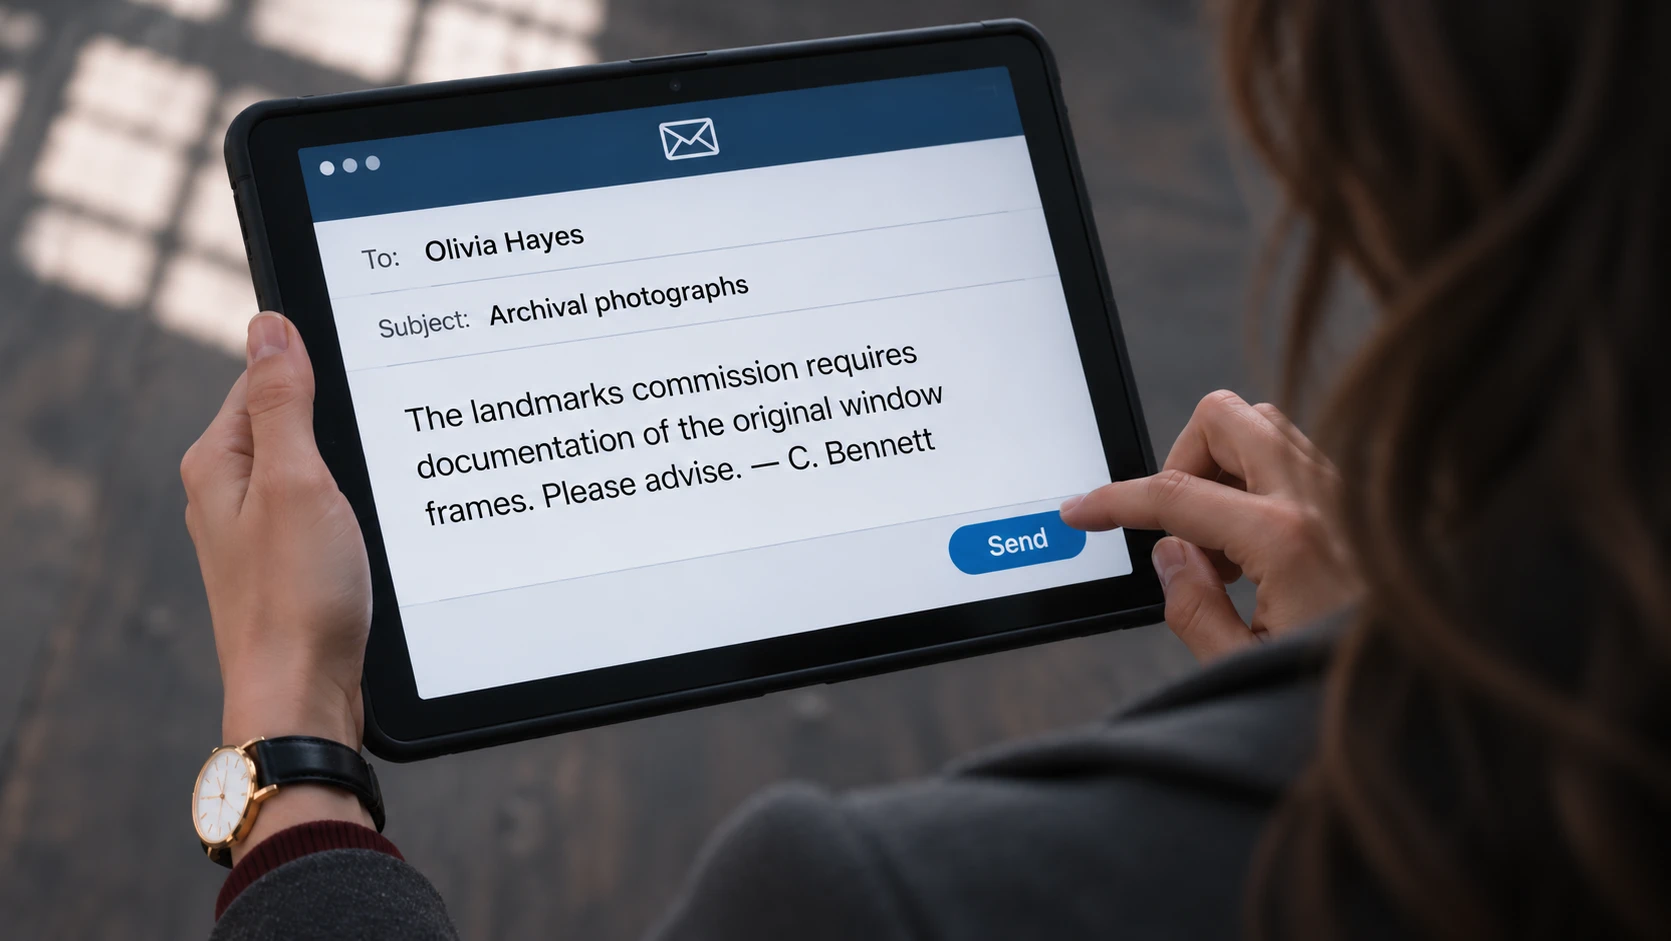 To: Olivia Hayes
Subject: Archival photographs
The landmarks commission requires
documentation of the original window
frames. Please advise. — C. Bennett
Send